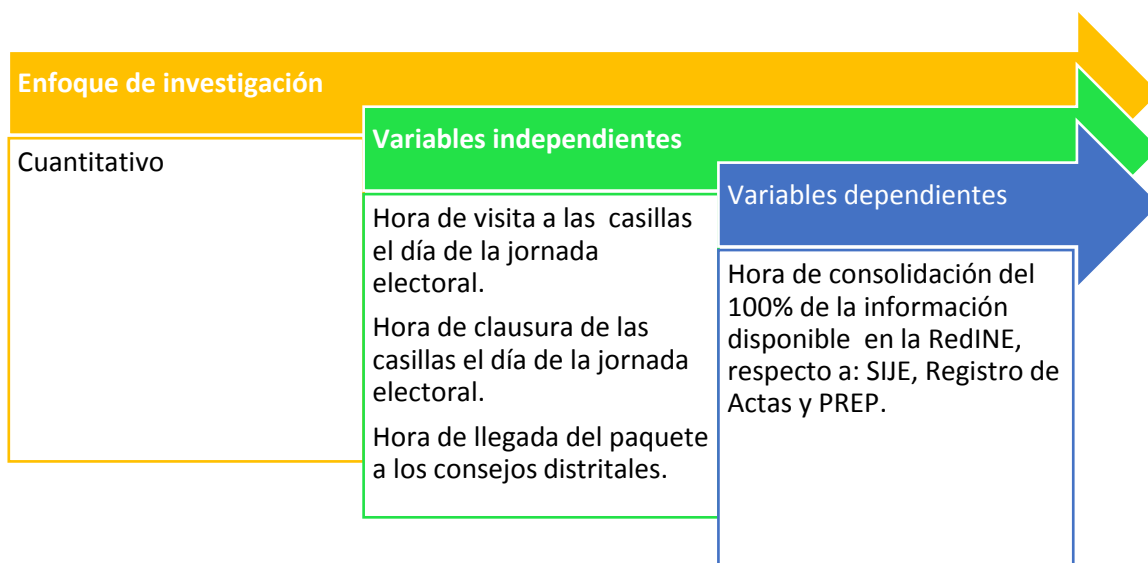 Enfoque de investigación
Cuantitativo
Variables independientes
Hora de visita a las casillas
el día de la jornada
electoral.
Hora de clausura de las
casillas el día de la jornada
electoral.
Hora de llegada del paquete
a los consejos distritales.
Variables dependientes
Hora de consolidación del
100% de la información
disponible en la RedINE,
respecto a: SIJE, Registro de
Actas y PREP.